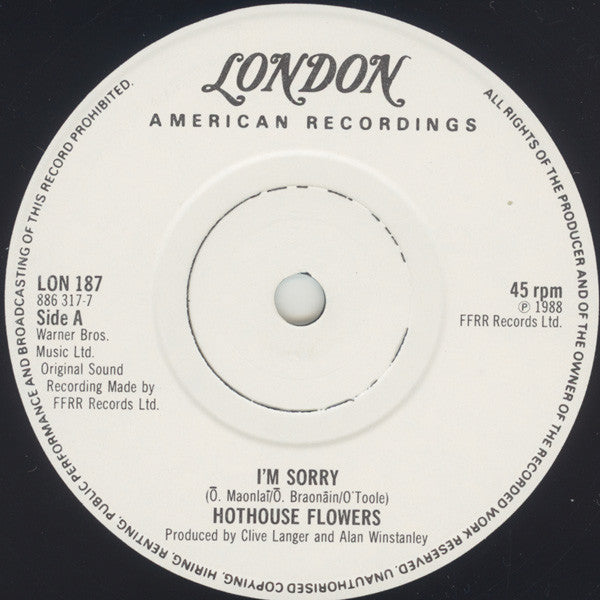 LONDON
AMERICAN RECORDINGS
ALL RIGHTS OF THE PRODUCER AND OF THE OWNER OF THE RECORDED WORK RESERVED. UNAUTHORISED COPYING, HIRING, RENTING, PUBLIC PERFORMANCE AND BROADCASTING OF THIS RECORD PROHIBITED.
LON 187
886 317-7
Side A
Warner Bros.
Music Ltd.
Original Sound
Recording Made by
FFRR Records Ltd.
45 rpm
℗ 1988
FFRR Records Ltd.
I'M SORRY
(Ō. Maonlaī/Ō. Braonāin/O'Toole)
HOTHOUSE FLOWERS
Produced by Clive Langer and Alan Winstanley